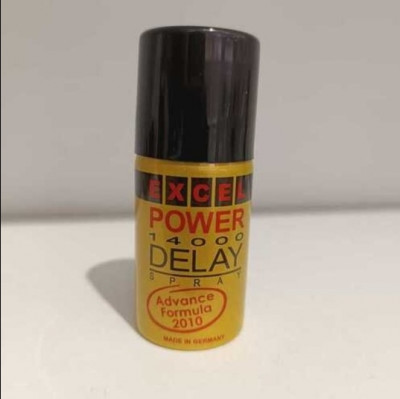 EXCEL
POWER
14000
DELAY
SPRAY
Advance
Formula
2010
MADE IN GERMANY